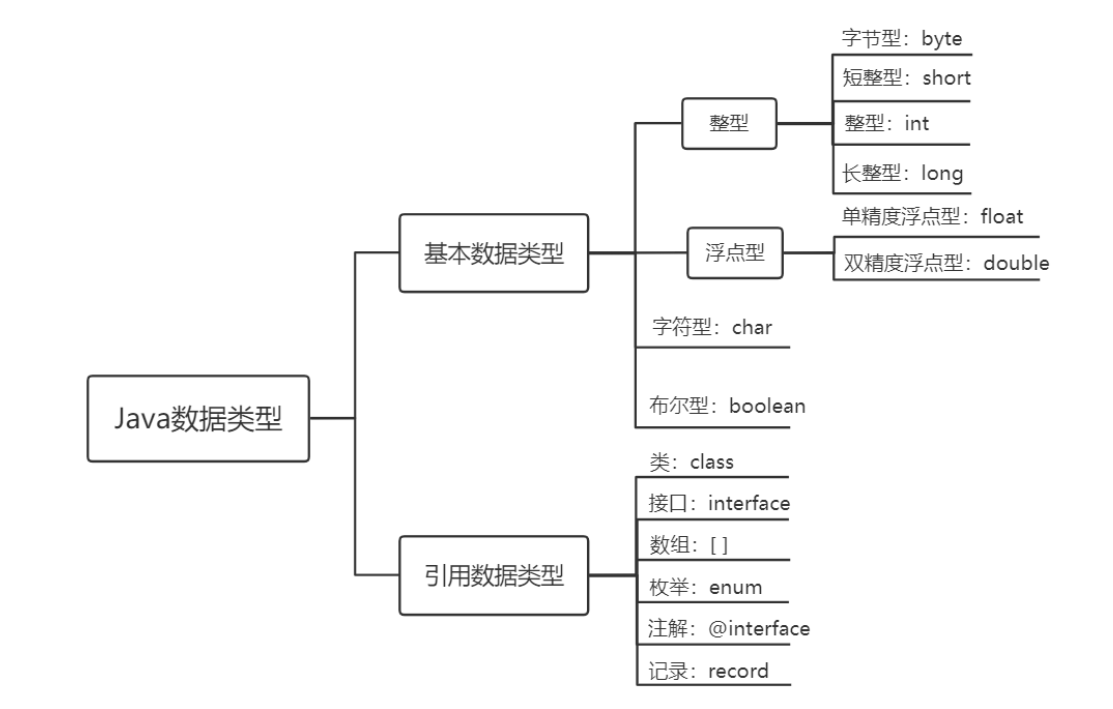 Java数据类型
基本数据类型
整型
字节型：byte
短整型：short
整型：int
长整型：long
浮点型
单精度浮点型：float
双精度浮点型：double
字符型：char
布尔型：boolean
引用数据类型
类：class
接口：interface
数组：[ ]
枚举：enum
注解：@interface
记录：record